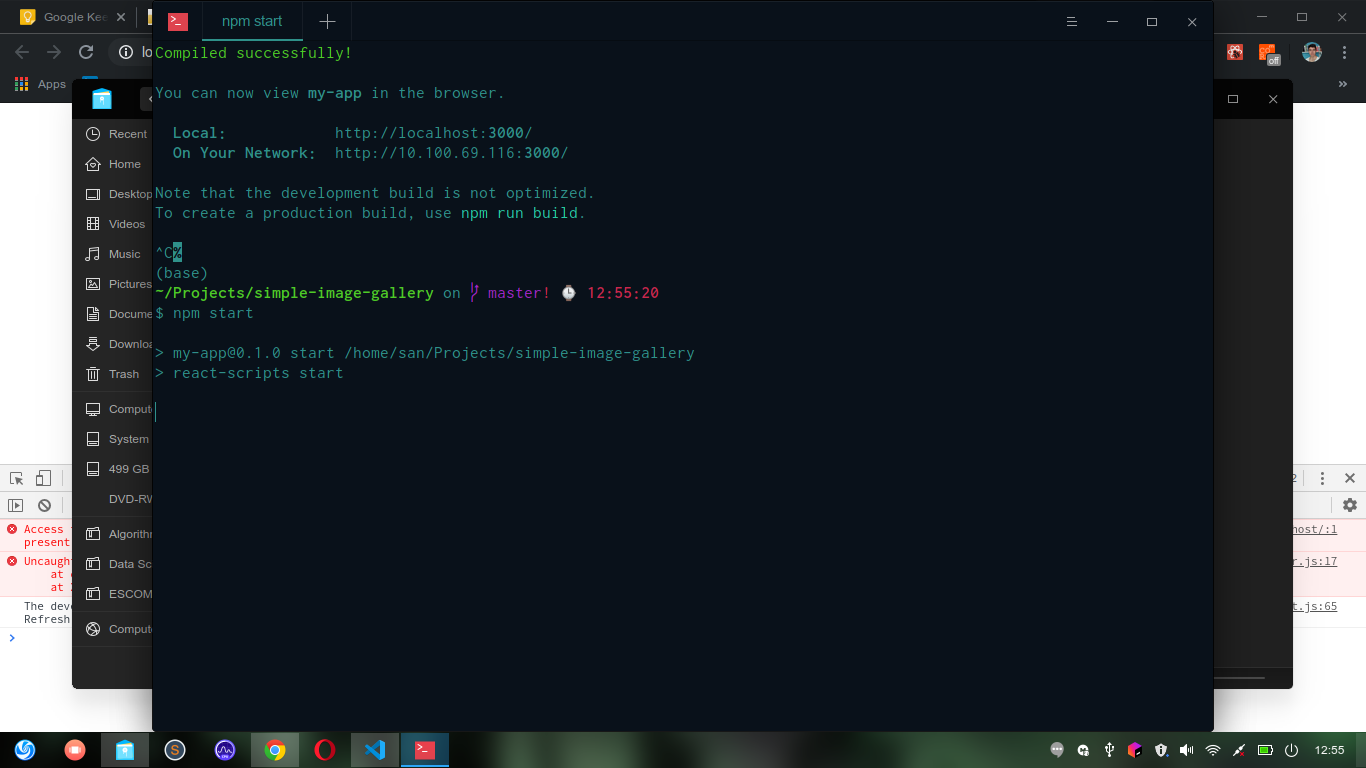 Google Kee
npm start
lo
Apps
off
»
Compiled successfully!
You can now view my-app in the browser.
Local: http://localhost:3000/
On Your Network: http://10.100.69.116:3000/
Note that the development build is not optimized.
To create a production build, use npm run build.
^C%
(base)
~/Projects/simple-image-gallery on master! ⌚ 12:55:20
$ npm start
> my-app@0.1.0 start /home/san/Projects/simple-image-gallery
> react-scripts start
Recent
Home
Desktop
Videos
Music
Pictures
Docume
Downloa
Trash
Compute
System
499 GB
DVD-RW
Algorithm
Data Sc
ESCOM
Compute
2
Access
present
host/:1
Uncaugh
at
at
r.js:17
The deve
Refresh
t.js:65
>
12:55